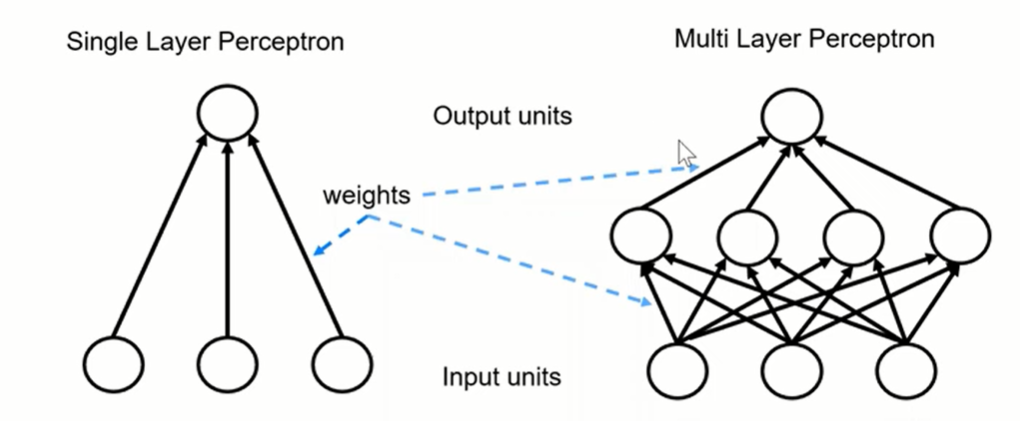 Single Layer Perceptron
Multi Layer Perceptron
Output units
weights
Input units